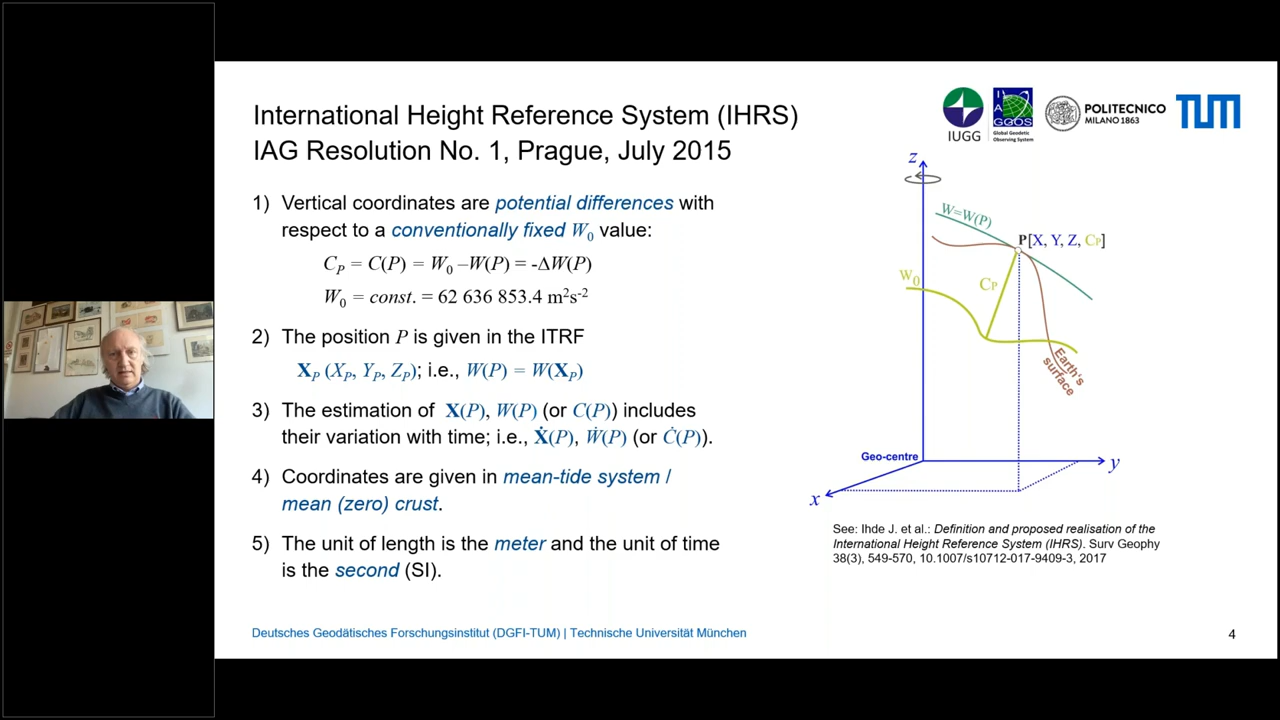 International Height Reference System (IHRS)
IAG Resolution No. 1, Prague, July 2015
IUGG
I A G
GGOS
Global Geodetic
Observing System
POLITECNICO
MILANO 1863
TUM
1) Vertical coordinates are potential differences with
respect to a conventionally fixed W₀ value:
C_P = C(P) = W₀ –W(P) = -ΔW(P)
W₀ = const. = 62 636 853.4 m²s⁻²
2) The position P is given in the ITRF
X_P (X_P, Y_P, Z_P); i.e., W(P) = W(X_P)
3) The estimation of X(P), W(P) (or C(P)) includes
their variation with time; i.e., Ẋ(P), Ẇ(P) (or Ċ(P)).
4) Coordinates are given in mean-tide system /
mean (zero) crust.
5) The unit of length is the meter and the unit of time
is the second (SI).
z
W=W(P)
P[X, Y, Z, C_P]
W₀
C_P
Earth's
surface
Geo-centre
y
x
See: Ihde J. et al.: Definition and proposed realisation of the
International Height Reference System (IHRS). Surv Geophy
38(3), 549-570, 10.1007/s10712-017-9409-3, 2017
Deutsches Geodätisches Forschungsinstitut (DGFI-TUM) | Technische Universität München
4